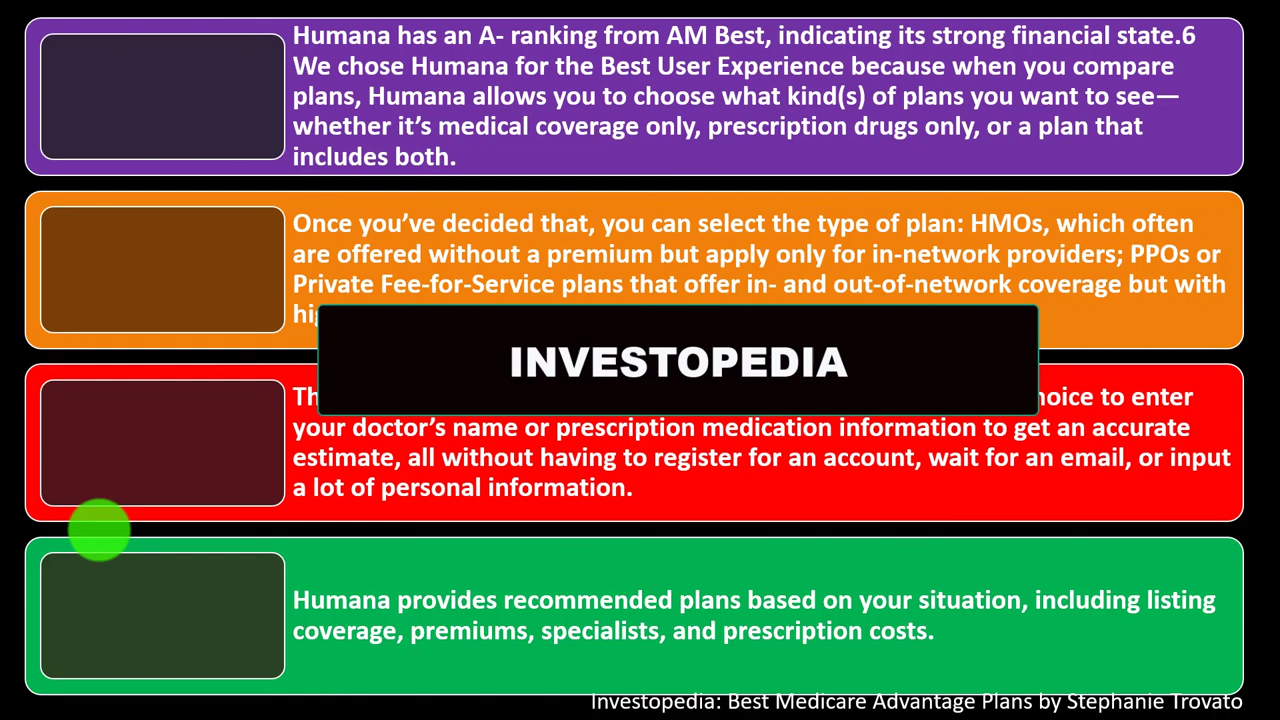 Humana has an A- ranking from AM Best, indicating its strong financial state.6
We chose Humana for the Best User Experience because when you compare
plans, Humana allows you to choose what kind(s) of plans you want to see—
whether it's medical coverage only, prescription drugs only, or a plan that
includes both.
Once you've decided that, you can select the type of plan: HMOs, which often
are offered without a premium but apply only for in-network providers; PPOs or
Private Fee-for-Service plans that offer in- and out-of-network coverage but with
INVESTOPEDIA
to enter
your doctor's name or prescription medication information to get an accurate
estimate, all without having to register for an account, wait for an email, or input
a lot of personal information.
Humana provides recommended plans based on your situation, including listing
coverage, premiums, specialists, and prescription costs.
Investopedia: Best Medicare Advantage Plans by Stephanie Trovato